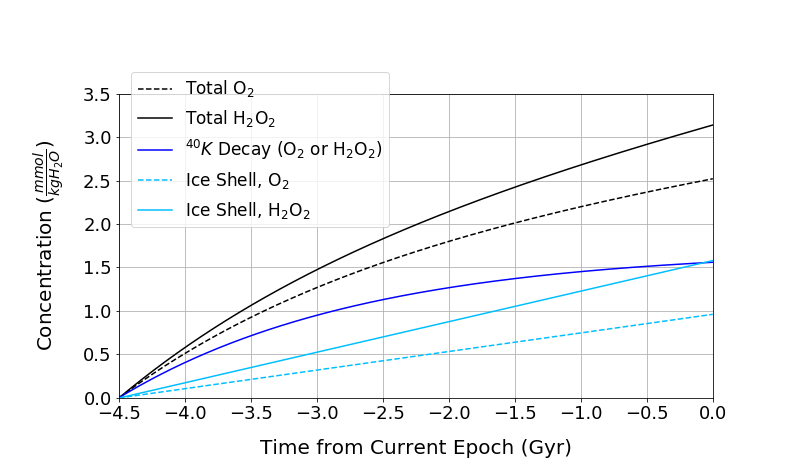 Total O₂
Total H₂O₂
⁴⁰K Decay (O₂ or H₂O₂)
Ice Shell, O₂
Ice Shell, H₂O₂
3.5
3.0
2.5
2.0
1.5
1.0
0.5
0.0
Concentration (mmol/kgH₂O)
−4.5 −4.0 −3.5 −3.0 −2.5 −2.0 −1.5 −1.0 −0.5 0.0
Time from Current Epoch (Gyr)